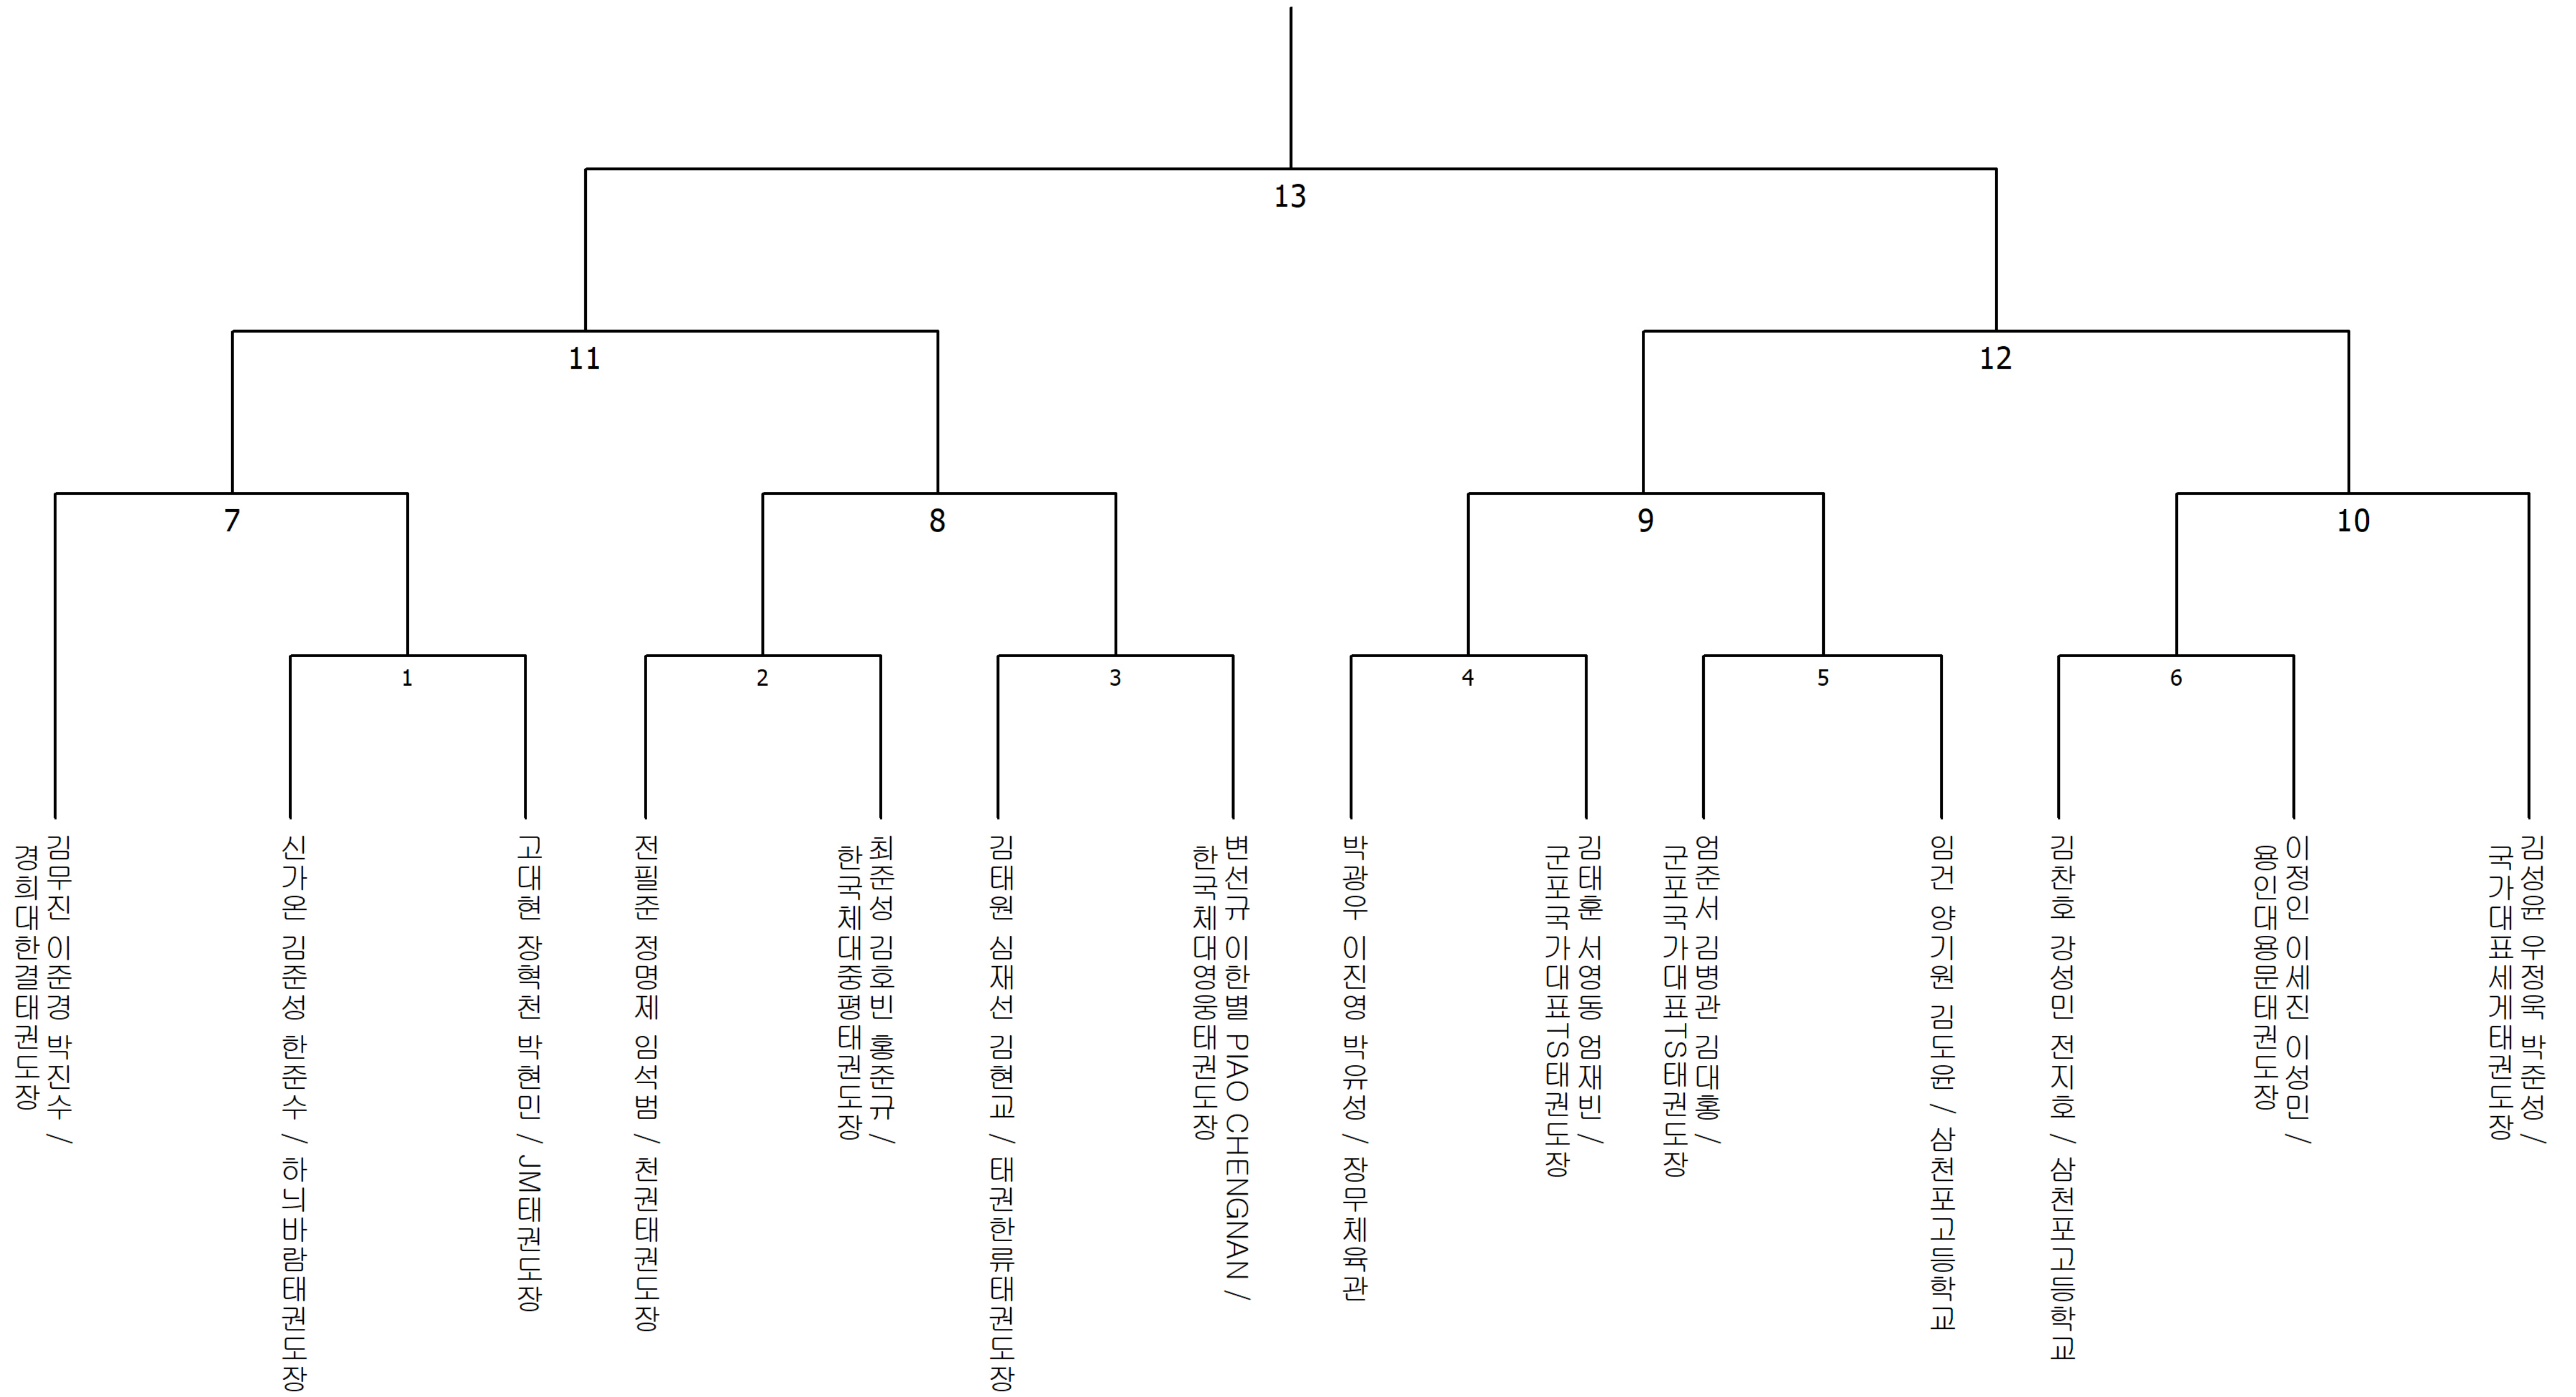 13
11
12
7
8
9
10
1
2
3
4
5
6
김무진 이준경 박진수 /
경희대한결태권도장
신가온 김준성 한준수 / 하늬바람태권도장
고대현 장혁천 박현민 / JM태권도장
전필준 정명제 임석범 / 천권태권도장
최준성 김호빈 홍준규 /
한국체대중평태권도장
김태원 심재선 김현교 / 태권한류태권도장
변선규 이한별 PIAO CHENGNAN /
한국체대영웅태권도장
박광우 이진영 박유성 / 장무체육관
김태훈 서영동 엄재빈 /
군포국가대표TS태권도장
엄준서 김병관 김대홍 /
군포국가대표TS태권도장
임건 양기원 김도윤 / 삼천포고등학교
김찬호 강성민 전지호 / 삼천포고등학교
이정인 이세진 이성민 /
용인대용문태권도장
김성윤 우정욱 박준성 /
국가대표세게태권도장